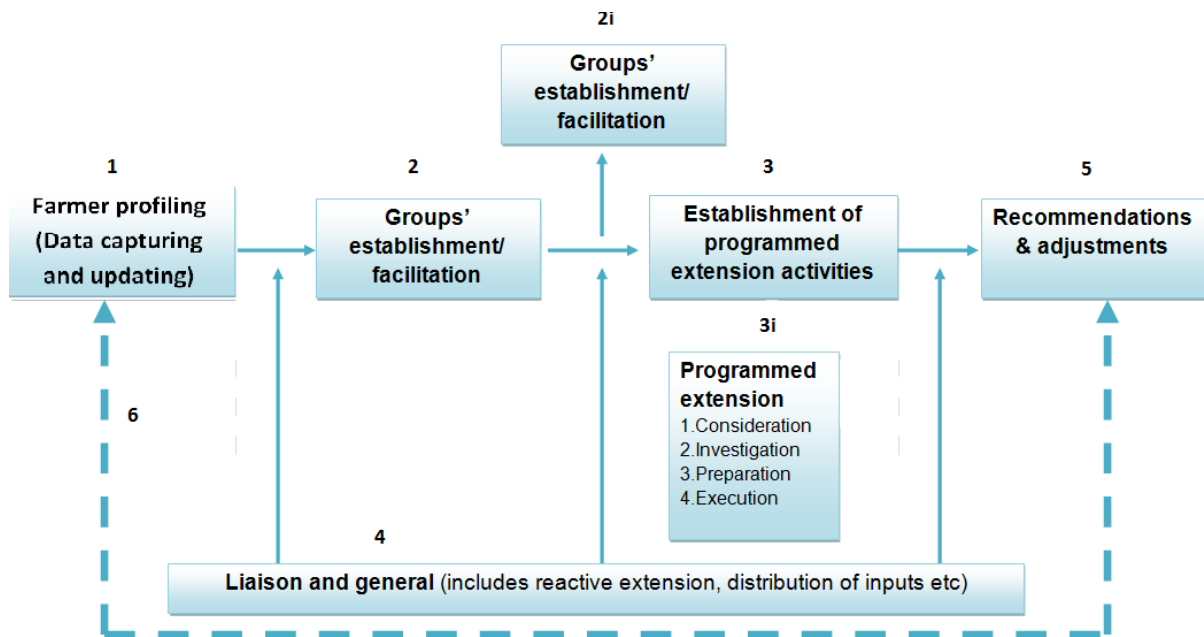 2i
Groups’
establishment/
facilitation
1
2
3
5
Farmer profiling
(Data capturing
and updating)
Groups’
establishment/
facilitation
Establishment of
programmed
extension activities
Recommendations
& adjustments
3i
Programmed
extension
1.Consideration
2.Investigation
3.Preparation
4.Execution
6
4
Liaison and general (includes reactive extension, distribution of inputs etc)